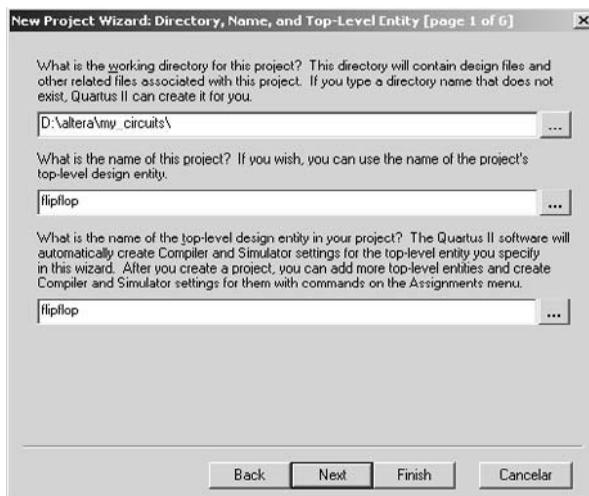 New Project Wizard: Directory, Name, and Top-Level Entity [page 1 of 6]
What is the working directory for this project? This directory will contain design files and
other related files associated with this project. If you type a directory name that does not
exist, Quartus II can create it for you.
D:\altera\my_circuits\
...
What is the name of this project? If you wish, you can use the name of the project's
top-level design entity.
flipflop
...
What is the name of the top-level design entity in your project? The Quartus II software will
automatically create Compiler and Simulator settings for the top-level entity you specify
in this wizard. After you create a project, you can add more top-level entities and create
Compiler and Simulator settings for them with commands on the Assignments menu.
flipflop
...
Back
Next
Finish
Cancelar